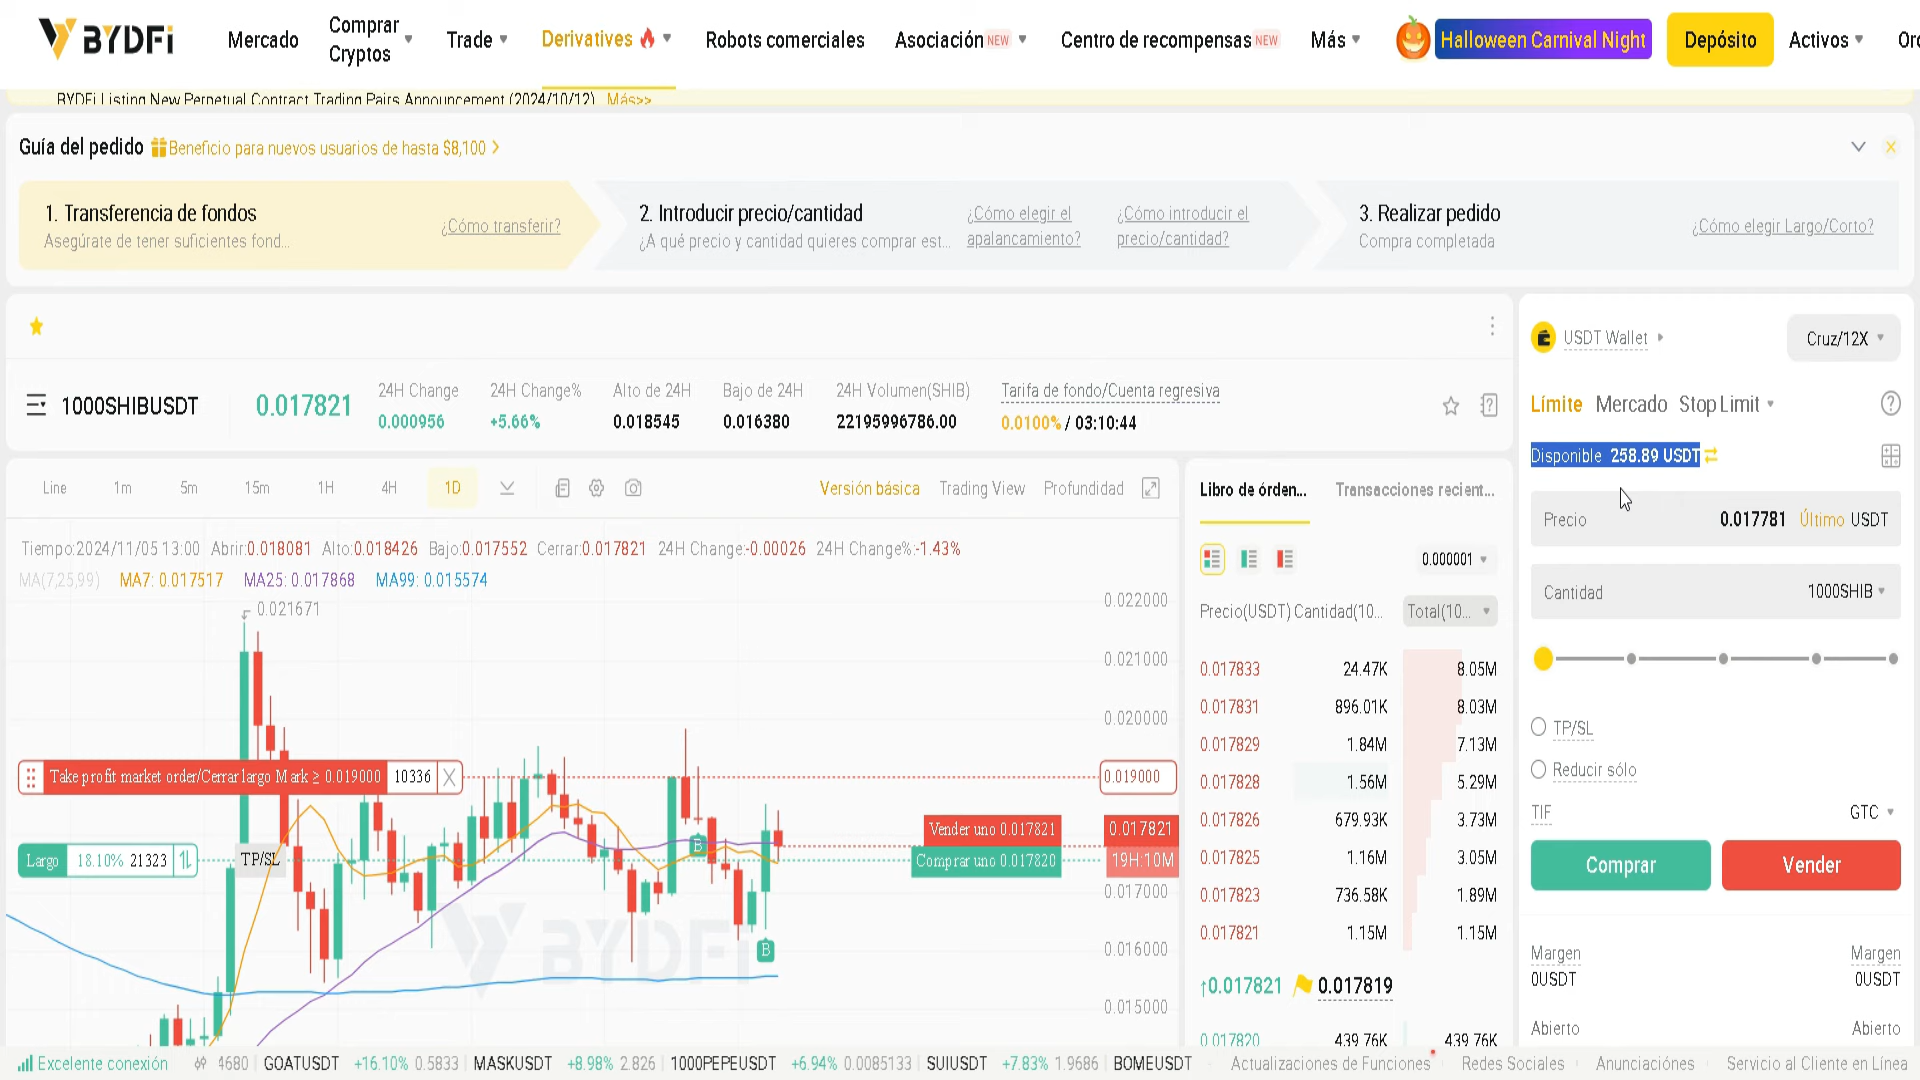 BYDFi
Mercado
Comprar
Cryptos
Trade
Derivatives
Robots comerciales
Asociación NEW
Centro de recompensas NEW
Más
Halloween Carnival Night
Depósito
Activos
BYDFi Listing New Perpetual Contract Trading Pairs Announcement (2024/10/12) Más>>
Guía del pedido Beneficio para nuevos usuarios de hasta $8,100
1. Transferencia de fondos
Asegúrate de tener suficientes fond...
¿Cómo transferir?
2. Introducir precio/cantidad
¿A qué precio y cantidad quieres comprar est...
¿Cómo elegir el
apalancamiento?
¿Cómo introducir el
precio/cantidad?
3. Realizar pedido
Compra completada
¿Cómo elegir Largo/Corto?
1000SHIBUSDT
0.017821
24H Change
0.000956
24H Change%
+5.66%
Alto de 24H
0.018545
Bajo de 24H
0.016380
24H Volumen(SHIB)
22195996786.00
Tarifa de fondo/Cuenta regresiva
0.0100% / 03:10:44
Line 1m 5m 15m 1H 4H 1D
Versión básica Trading View Profundidad
Tiempo:2024/11/05 13:00 Abrir:0.018081 Alto:0.018426 Bajo:0.017552 Cerrar:0.017821 24H Change:-0.00026 24H Change%:-1.43%
MA(7,25,99) MA7: 0.017517 MA25: 0.017868 MA99: 0.015574
0.021671
0.022000
0.021000
0.020000
Take profit market order/Cerrar largo Mark ≥ 0.019000 10336 X
0.019000
Vender uno 0.017821
0.017821
B
Largo 18.10% 21323
TP/SL
Comprar uno 0.017820
19H:10M
0.017000
BYDFi
B
0.016000
0.015000
Libro de órden...
Transacciones recient...
0.000001
Precio(USDT) Cantidad(10... Total(10...
0.017833 24.47K 8.05M
0.017831 896.01K 8.03M
0.017829 1.84M 7.13M
0.017828 1.56M 5.29M
0.017826 679.93K 3.73M
0.017825 1.16M 3.05M
0.017823 736.58K 1.89M
0.017821 1.15M 1.15M
↑0.017821 0.017819
0.017820 439.76K 439.76K
USDT Wallet
Cruz/12X
Límite Mercado Stop Limit
Disponible 258.89 USDT
Precio 0.017781 Último USDT
Cantidad 1000SHIB
TP/SL
Reducir sólo
TIF GTC
Comprar Vender
Margen Margen
0USDT 0USDT
Abierto Abierto
Excelente conexión
4680 GOATUSDT +16.10% 0.5833 MASKUSDT +8.98% 2.826 1000PEPEUSDT +6.94% 0.0085133 SUIUSDT +7.83% 1.9686 BOMEUSDT
Actualizaciones de Funciones Redes Sociales Anunciaciónes Servicio al Cliente en Línea